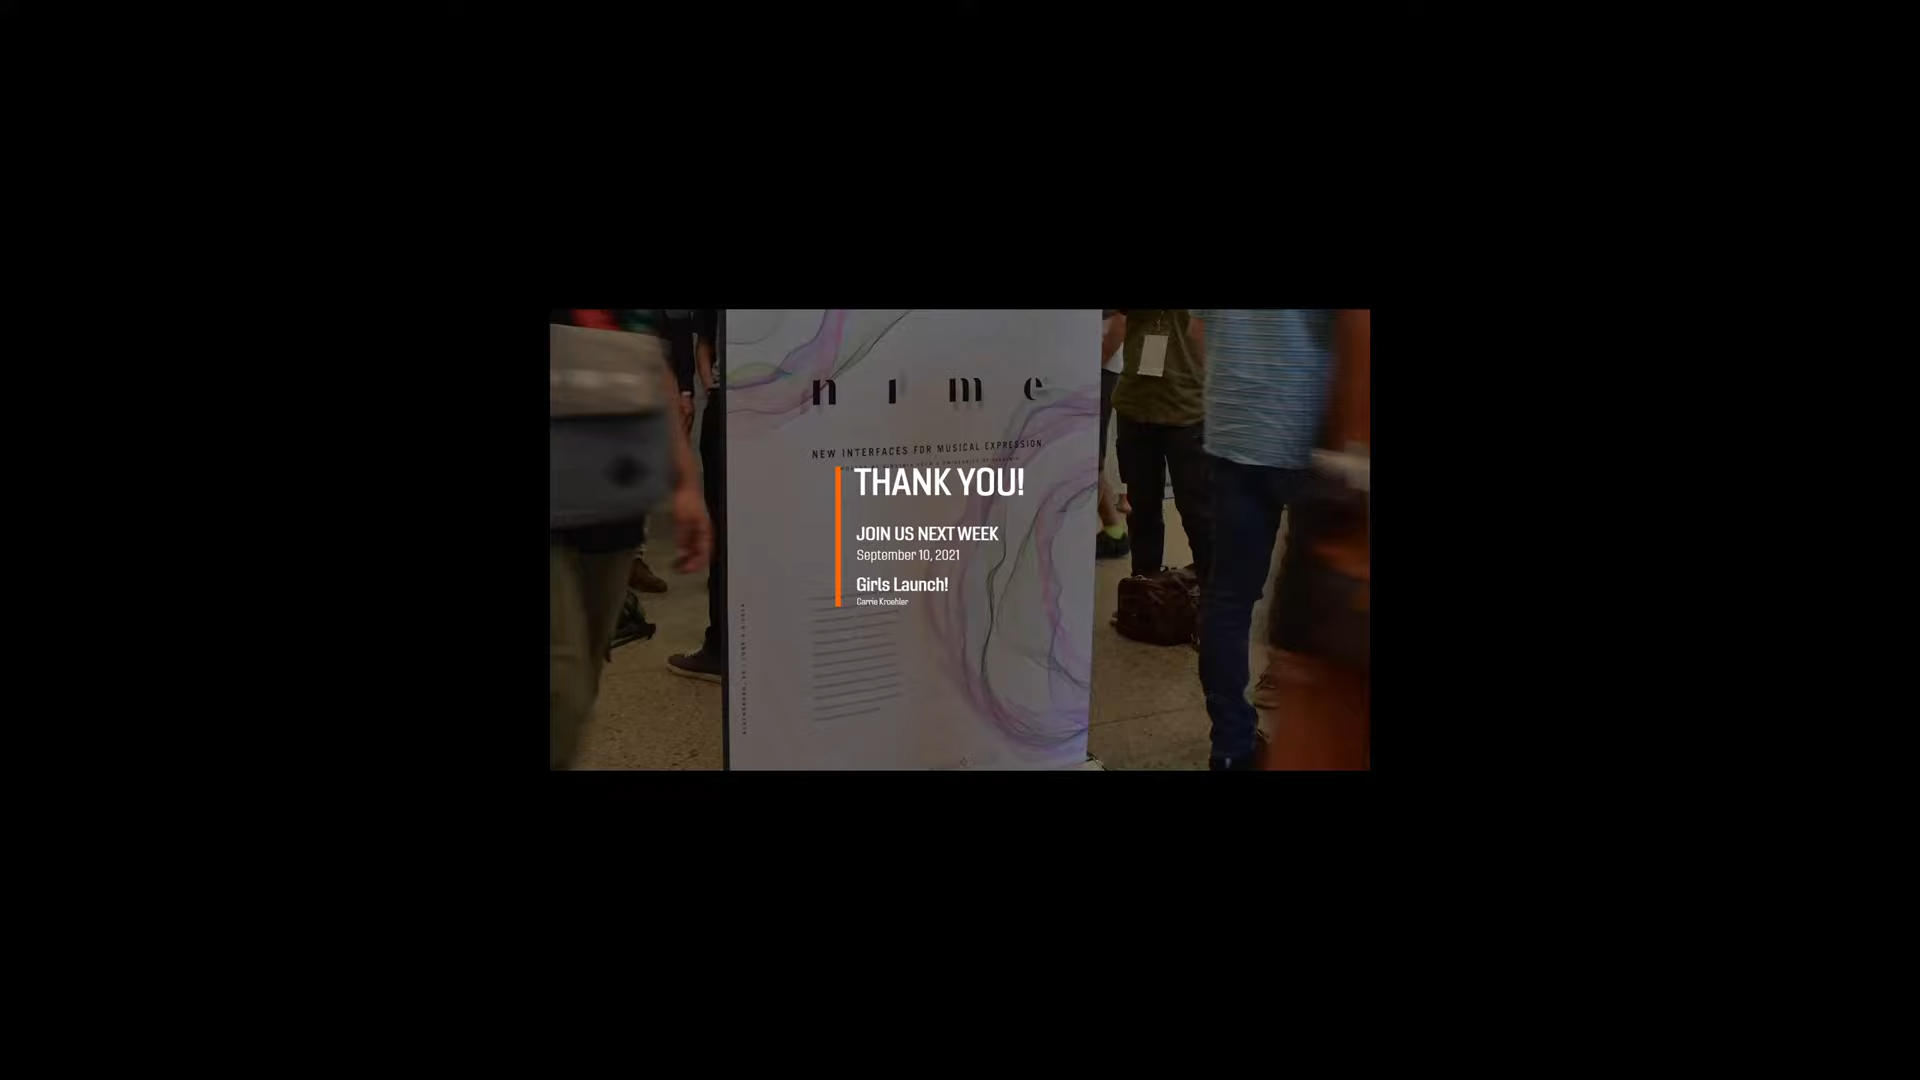 nime
NEW INTERFACES FOR MUSICAL EXPRESSION
THANK YOU!
JOIN US NEXT WEEK
September 10, 2021
Girls Launch!
Carrie Kroehler